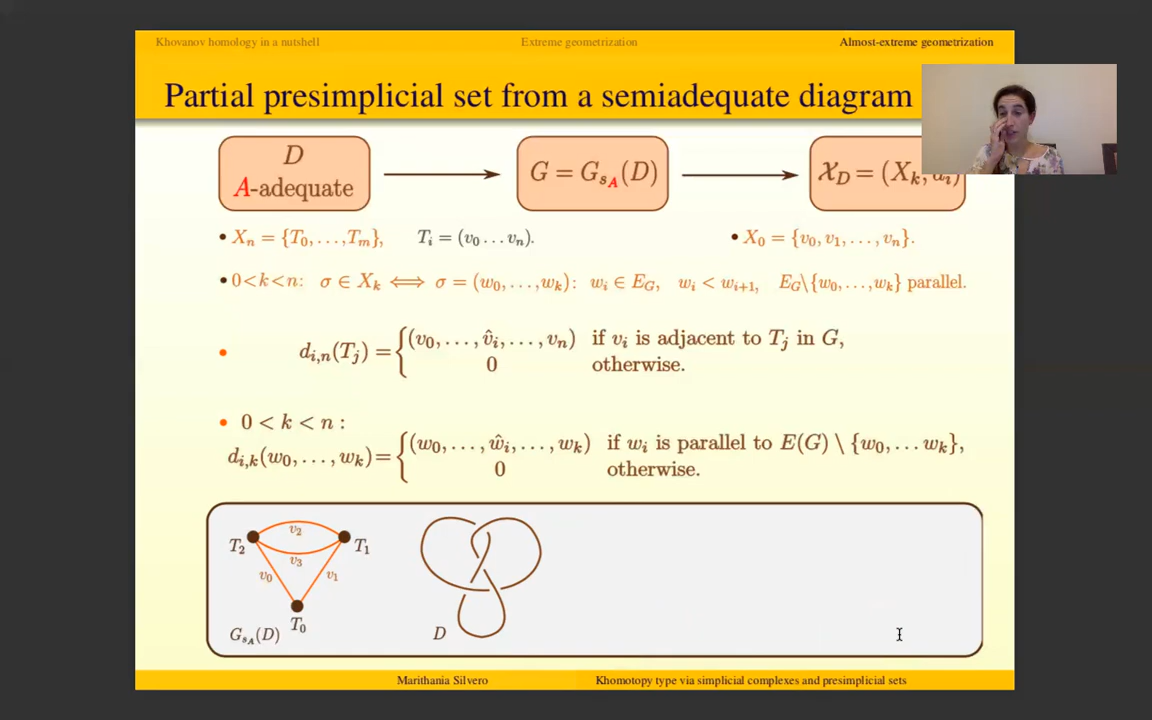 Khovanov homology in a nutshell Extreme geometrization Almost-extreme geometrization
Partial presimplicial set from a semiadequate diagram
D
A-adequate
G = G_{s_A}(D)
𝒳_D = (X_k, d_i)
• X_n = {T_0, …, T_m}, T_i = (v_0 … v_n).
• X_0 = {v_0, v_1, …, v_n}.
• 0<k<n: σ ∈ X_k ⟺ σ = (w_0, …, w_k): w_i ∈ E_G, w_i < w_{i+1}, E_G\{w_0, …, w_k} parallel.
• d_{i,n}(T_j) = { (v_0, …, v̂_i, …, v_n) if v_i is adjacent to T_j in G,
0 otherwise.
• 0 < k < n :
d_{i,k}(w_0, …, w_k) = { (w_0, …, ŵ_i, …, w_k) if w_i is parallel to E(G) \ {w_0, … w_k},
0 otherwise.
v_2
T_2 T_1
v_3
v_0 v_1
T_0
G_{s_A}(D)
D
Marithania Silvero Khomotopy type via simplicial complexes and presimplicial sets